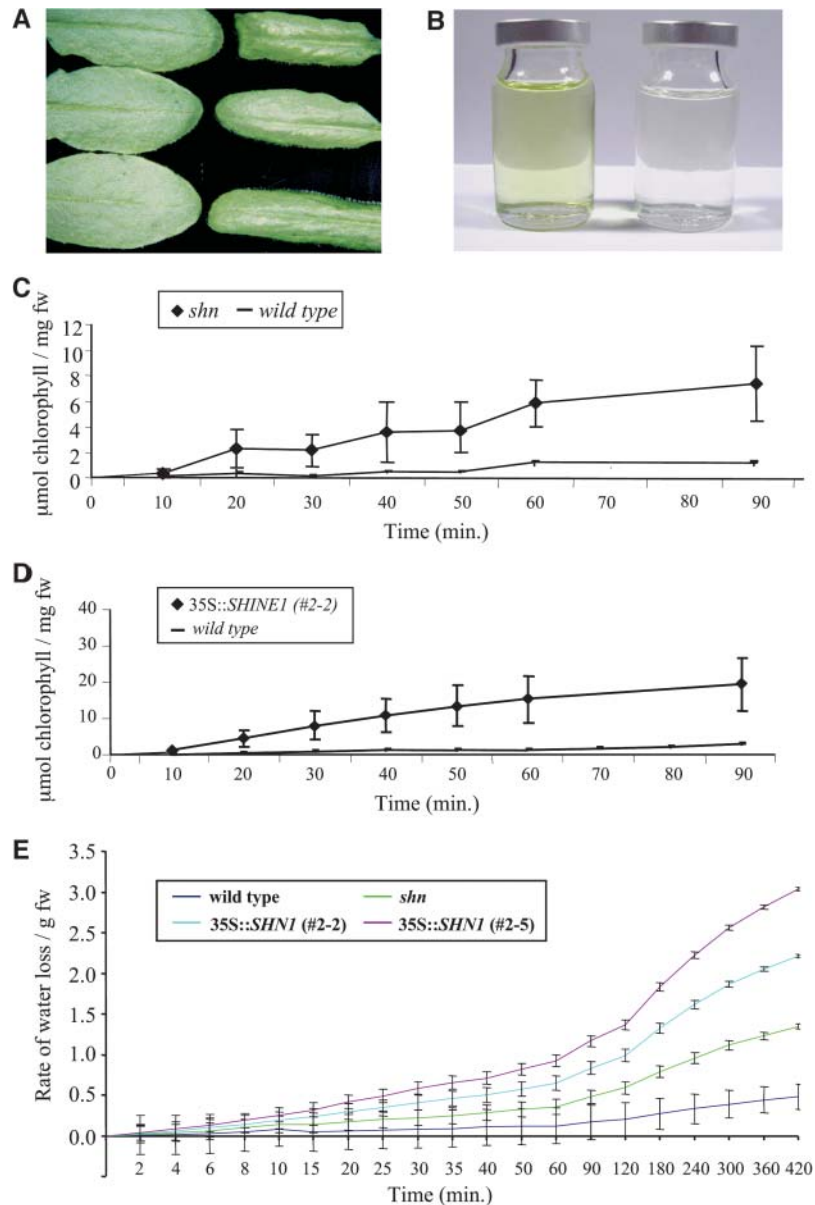 A
B
C
shn wild type
µmol chlorophyll / mg fw
12
10
8
6
4
2
0
0 10 20 30 40 50 60 70 80 90
Time (min.)
D
35S::SHINE1 (#2-2)
wild type
µmol chlorophyll / mg fw
40
30
20
10
0
0 10 20 30 40 50 60 70 80 90
Time (min.)
E
wild type shn
35S::SHN1 (#2-2) 35S::SHN1 (#2-5)
Rate of water loss / g fw
3.5
3.0
2.5
2.0
1.5
1.0
0.5
0.0
2 4 6 8 10 15 20 25 30 35 40 50 60 90 120 180 240 300 360 420
Time (min.)